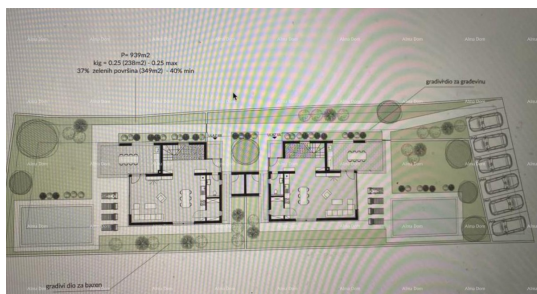 P= 939m2
kig = 0.25 (238m2) - 0.25 max
37% zelenih površina (349m2) - 40% min
gradivi dio za građevinu
gradivi dio za bazen